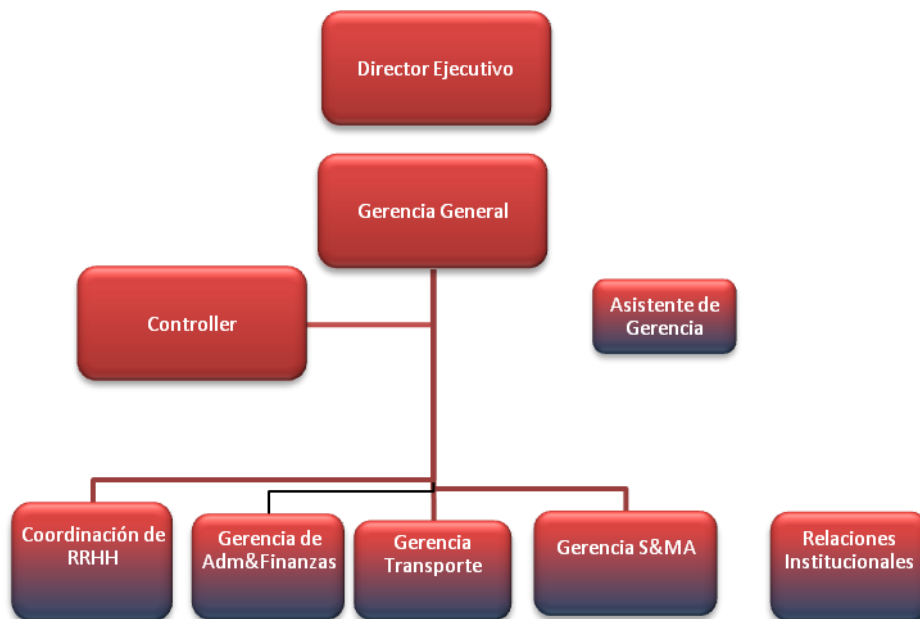 Director Ejecutivo
Gerencia General
Controller
Asistente de
Gerencia
Coordinación de
RRHH
Gerencia de
Adm&Finanzas
Gerencia
Transporte
Gerencia S&MA
Relaciones
Institucionales